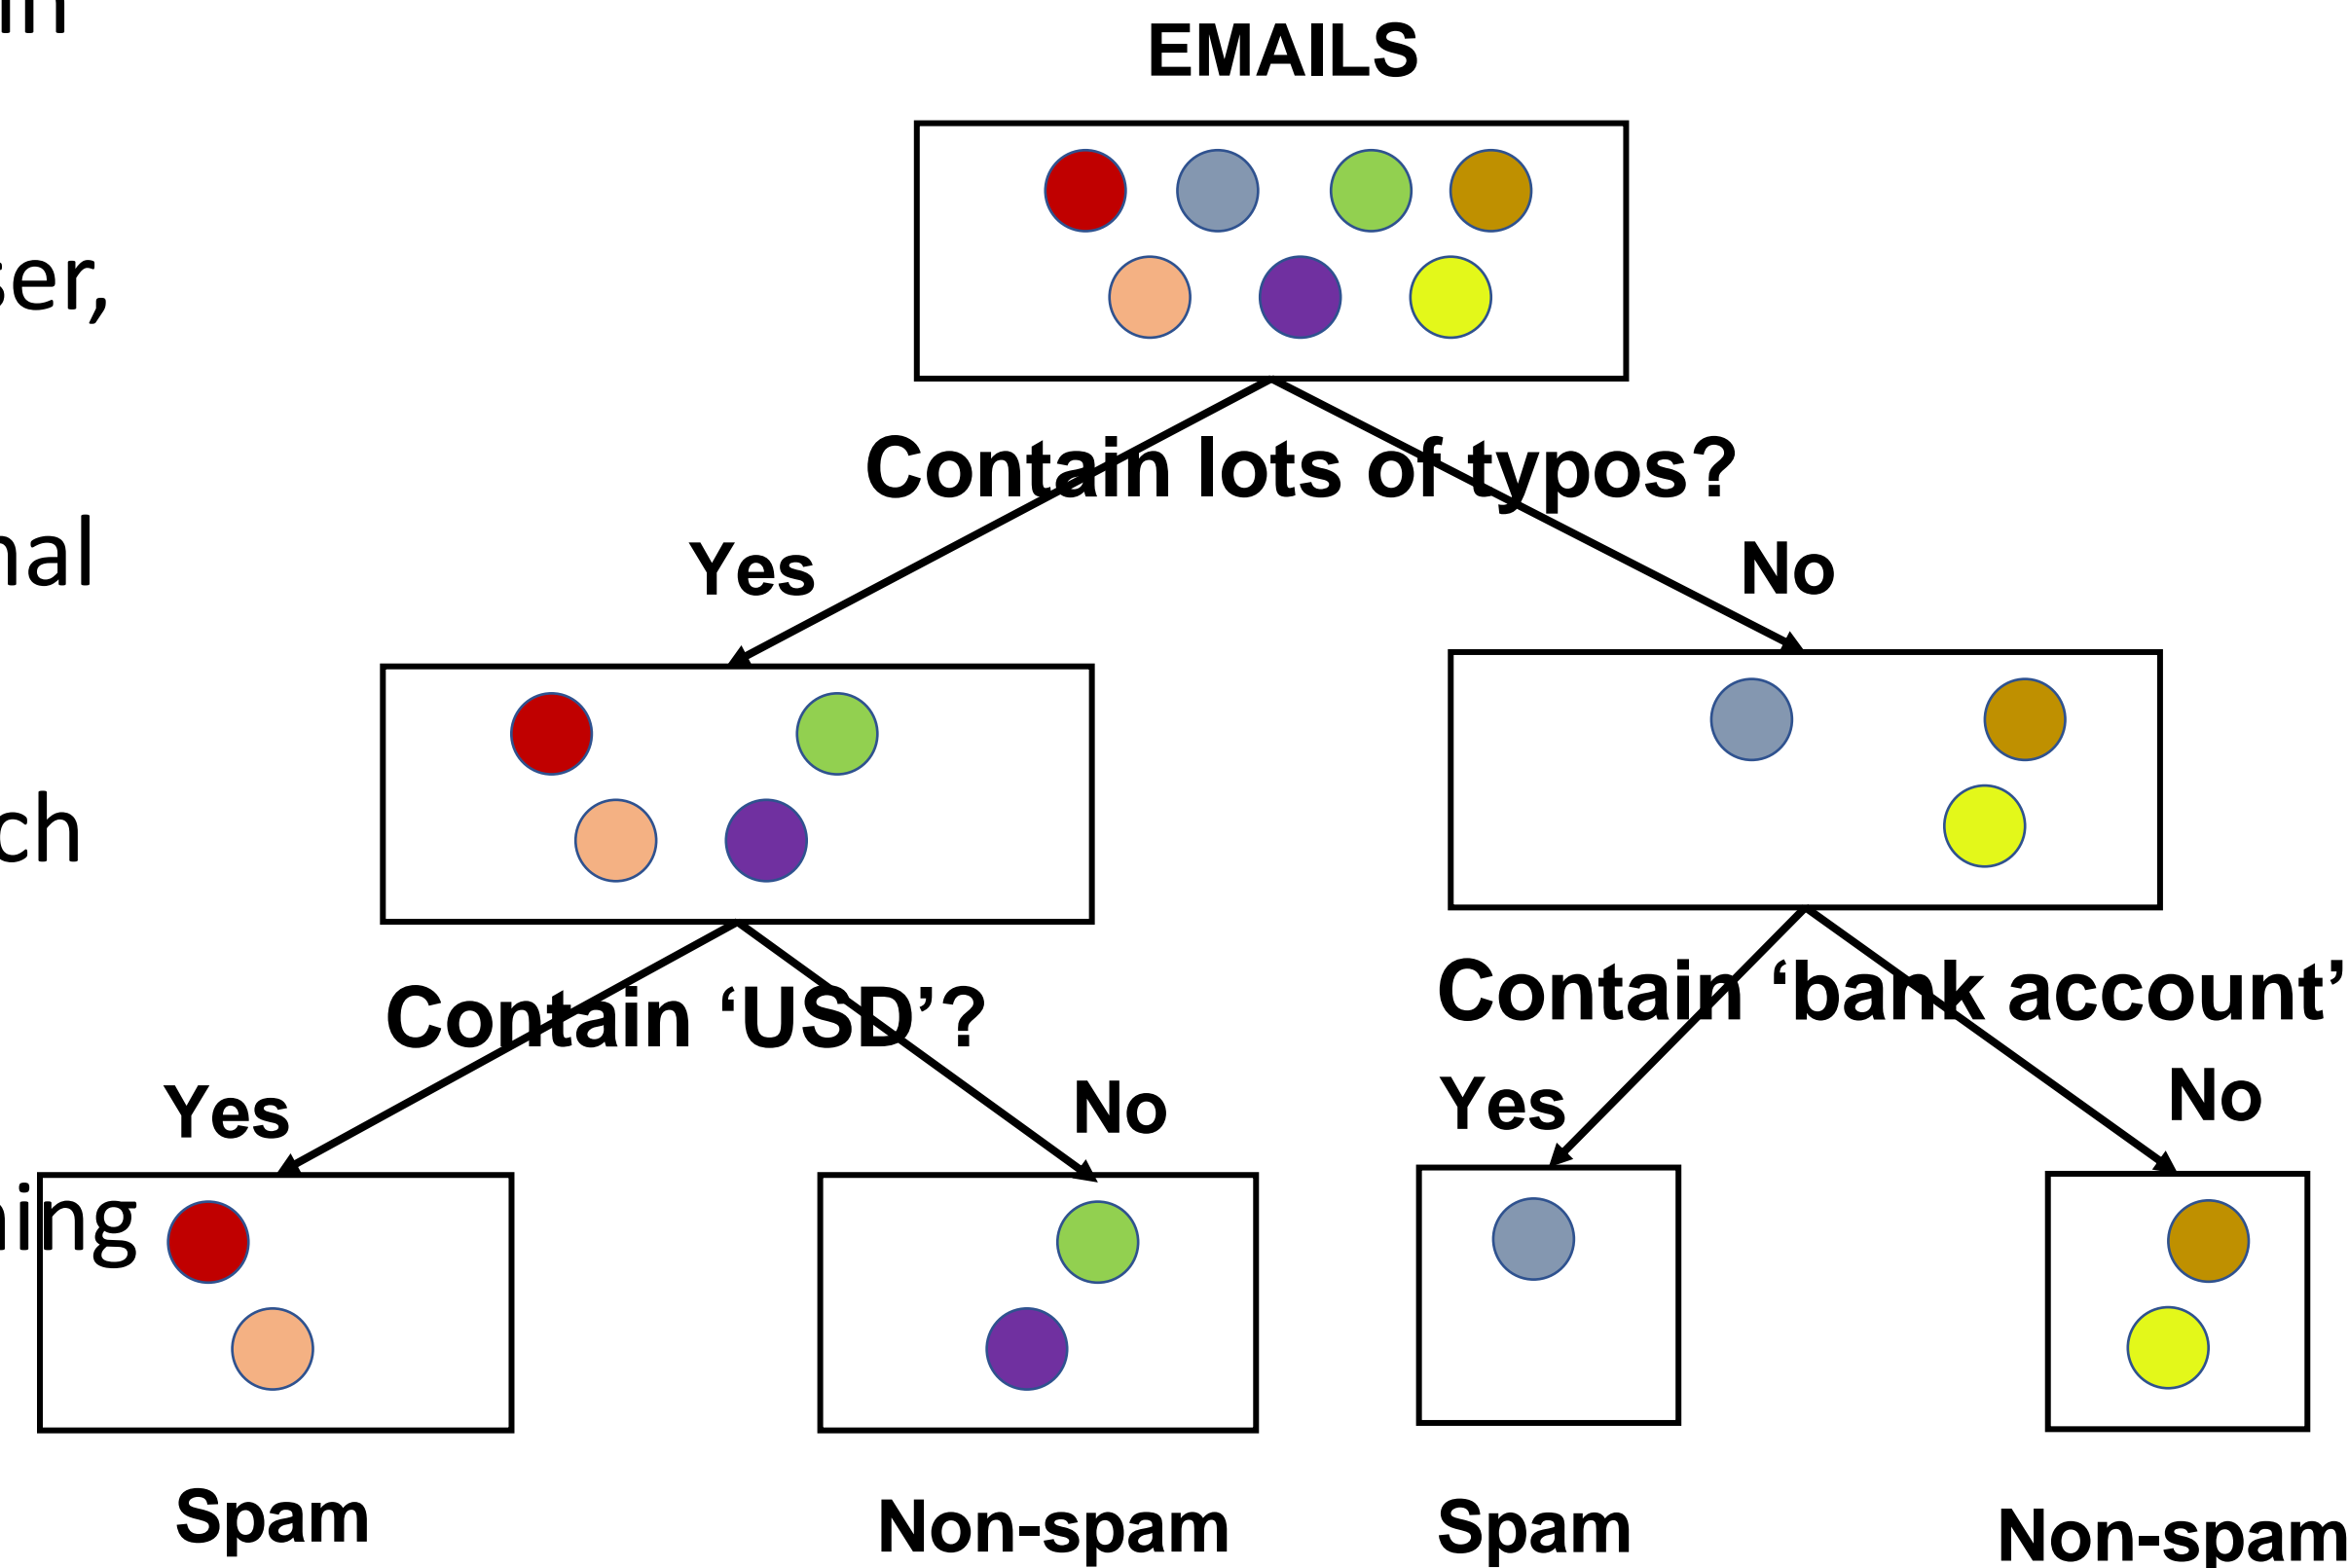 EMAILS
Contain lots of typos?
Yes
No
Contain ‘USD’?
Contain ‘bank account’
Yes
No
Yes
No
Spam
Non-spam
Spam
Non-spam